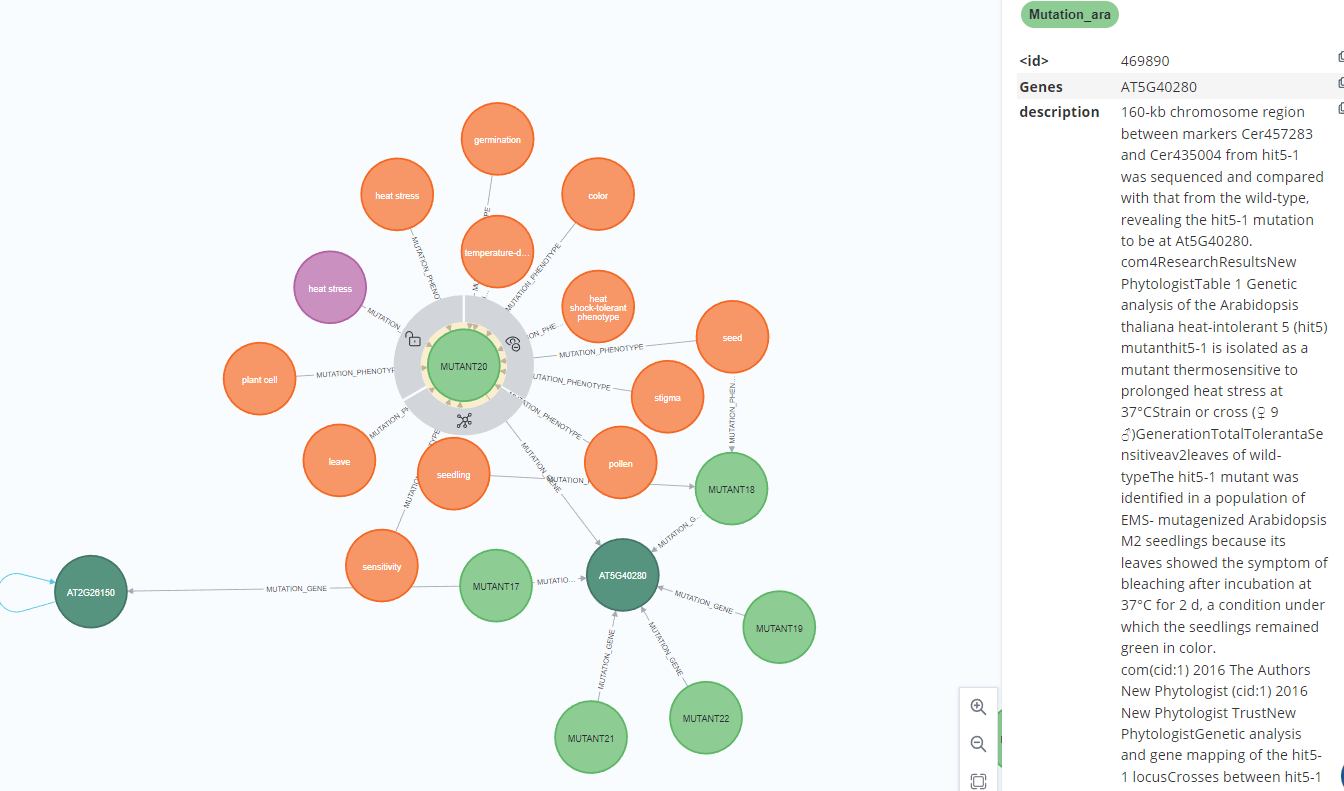 germination
heat stress
color
temperature-d...
heat stress
heat
shock-tolerant
phenotype
seed
MUTANT20
plant cell
stigma
leave
pollen
seedling
MUTANT18
sensitivity
MUTANT17
AT5G40280
AT2G26150
MUTANT19
MUTANT22
MUTANT21
MUTATION_PHENO
MUTATION_PHENOTYPE
MUTATION_
ON_PHE...
MUTATION_PHENOTYPE
MUTATION_PHENOTYP
UTATION_PHENOTYPE
MUTATION_PHEN...
MUTATION_G...
MUTATION_GENE
MUTATIO...
MUTATION_GENE
MUTATION_GENE
MUTATION_GENE
MUTATION_GENE
Mutation_ara
<id> 469890
Genes AT5G40280
description 160-kb chromosome region
between markers Cer457283
and Cer435004 from hit5-1
was sequenced and compared
with that from the wild-type,
revealing the hit5-1 mutation
to be at At5G40280.
com4ResearchResultsNew
PhytologistTable 1 Genetic
analysis of the Arabidopsis
thaliana heat-intolerant 5 (hit5)
mutanthit5-1 is isolated as a
mutant thermosensitive to
prolonged heat stress at
37°CStrain or cross (♀ 9
♂)GenerationTotalTolerantaSe
nsitiveav2leaves of wild-
typeThe hit5-1 mutant was
identified in a population of
EMS- mutagenized Arabidopsis
M2 seedlings because its
leaves showed the symptom of
bleaching after incubation at
37°C for 2 d, a condition under
which the seedlings remained
green in color.
com(cid:1) 2016 The Authors
New Phytologist (cid:1) 2016
New Phytologist TrustNew
PhytologistGenetic analysis
and gene mapping of the hit5-
1 locusCrosses between hit5-1